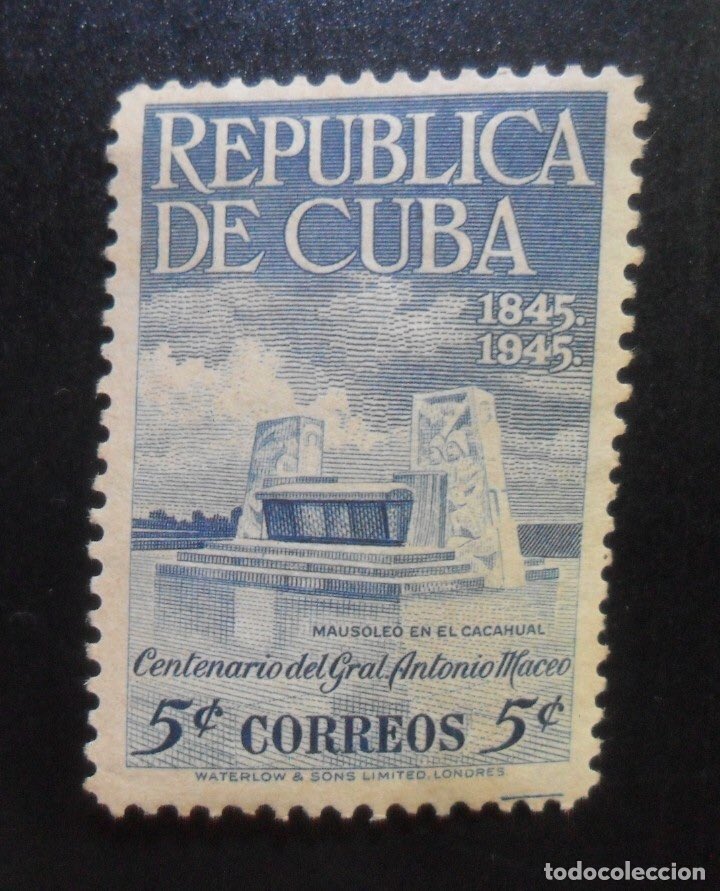 REPUBLICA
DE CUBA
1845.
1945.
MAUSOLEO EN EL CACAHUAL
Centenario del Gral. Antonio Maceo
5¢ CORREOS 5¢
WATERLOW & SONS LIMITED, LONDRES
todocoleccion